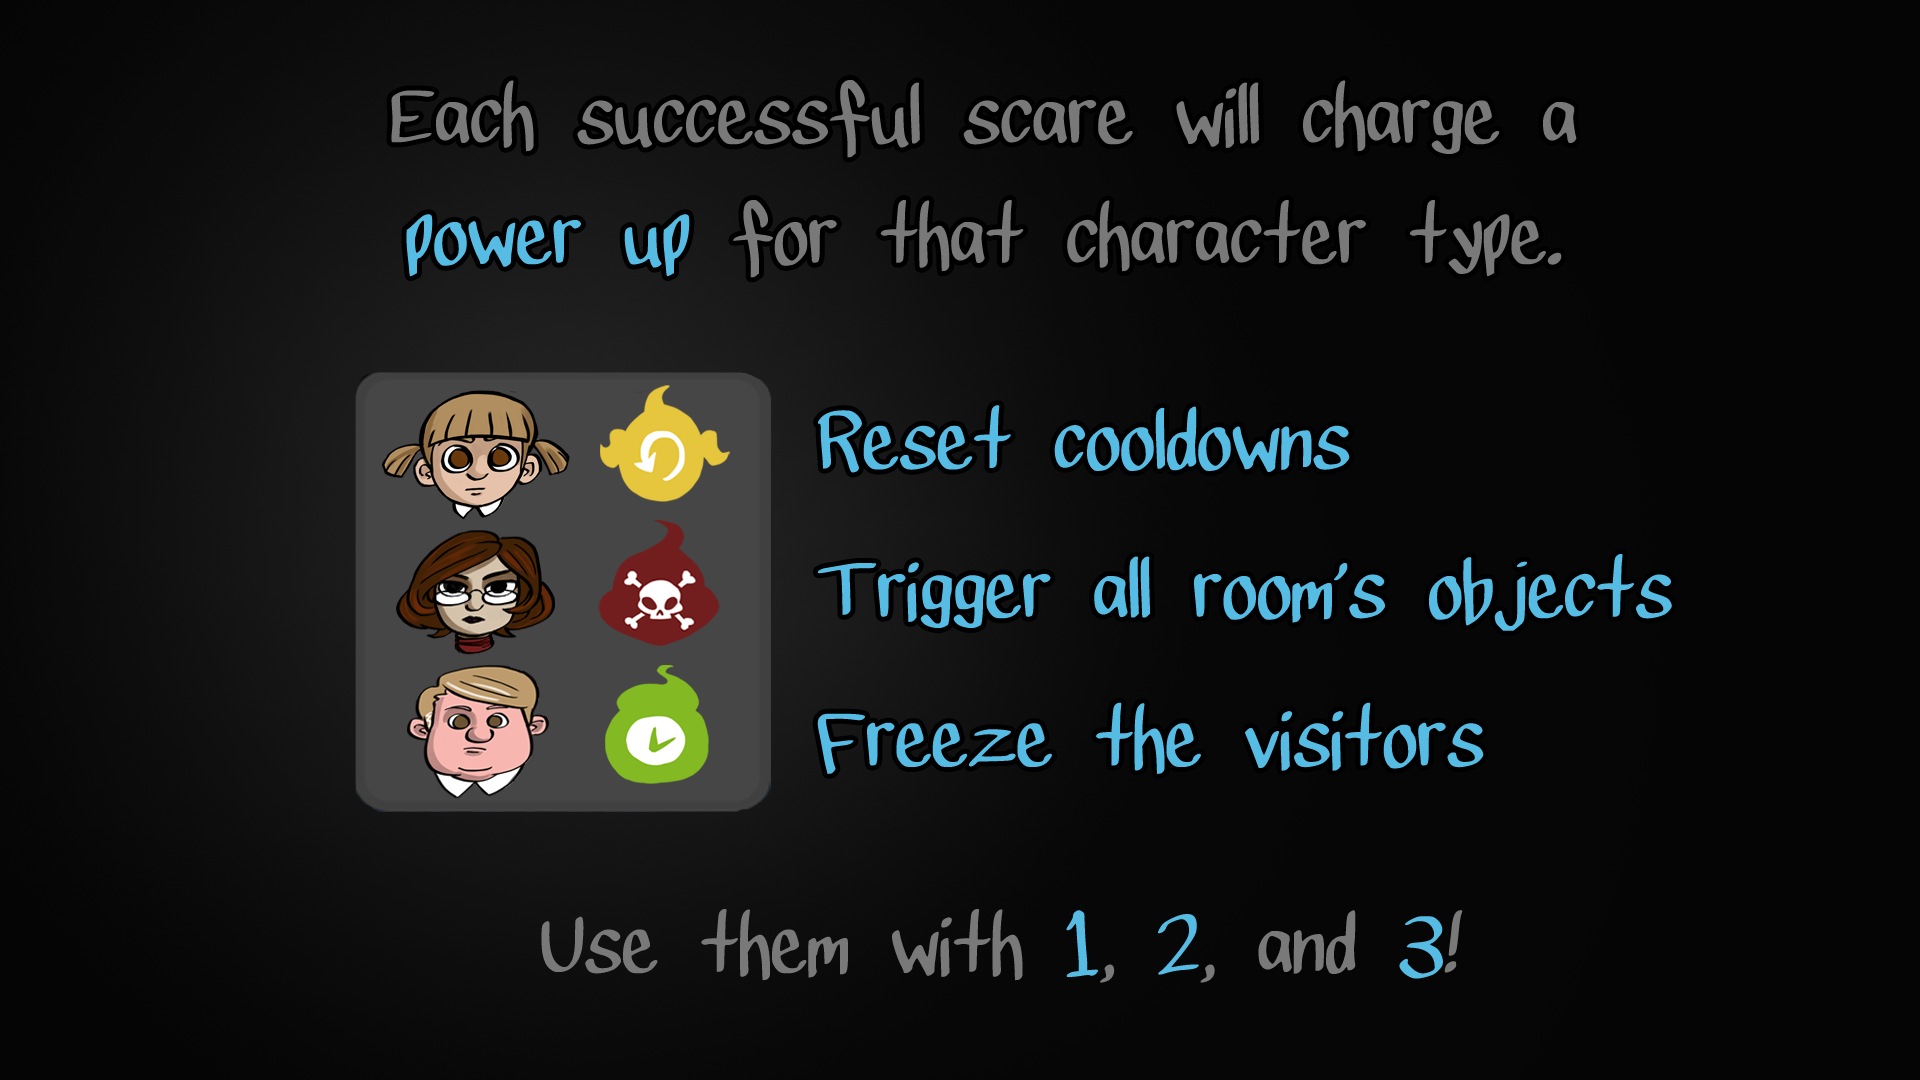 Each successful scare will charge a
power up for that character type.
Reset cooldowns
Trigger all room's objects
Freeze the visitors
Use them with 1, 2, and 3!